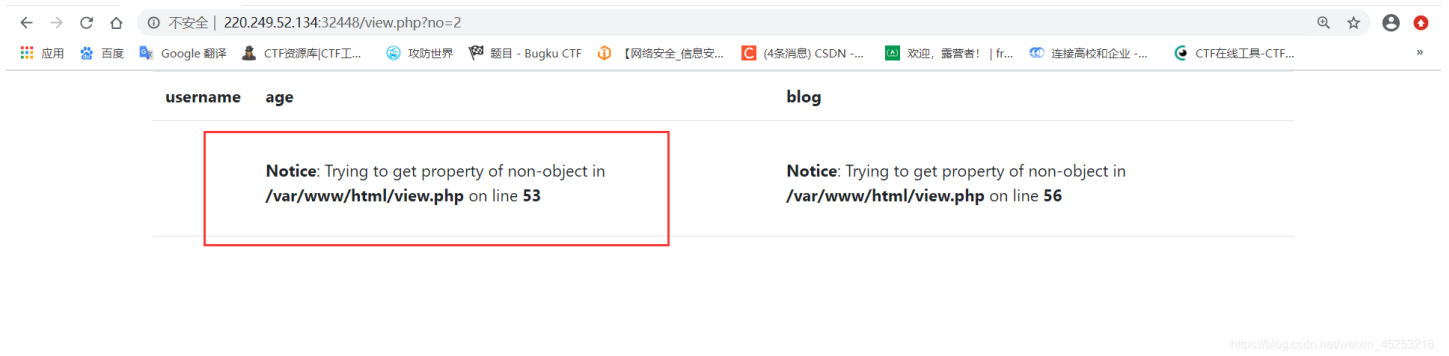 不安全 | 220.249.52.134:32448/view.php?no=2
应用 百度 Google 翻译 CTF资源库|CTF工... 攻防世界 题目 - Bugku CTF 【网络安全_信息安... (4条消息) CSDN -... 欢迎，露营者！ | fr... 连接高校和企业 -... CTF在线工具-CTF... »
username age blog
Notice: Trying to get property of non-object in
/var/www/html/view.php on line 53
Notice: Trying to get property of non-object in
/var/www/html/view.php on line 56
https://blog.csdn.net/weixin_45253216